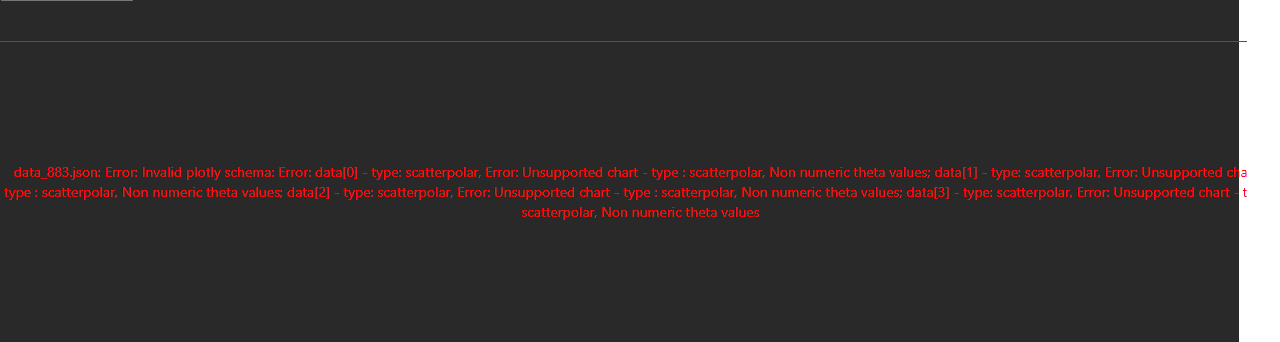 data_883.json: Error: Invalid plotly schema: Error: data[0] - type: scatterpolar, Error: Unsupported chart - type : scatterpolar, Non numeric theta values; data[1] - type: scatterpolar, Error: Unsupported cha
type : scatterpolar, Non numeric theta values; data[2] - type: scatterpolar, Error: Unsupported chart - type : scatterpolar, Non numeric theta values; data[3] - type: scatterpolar, Error: Unsupported chart - t
scatterpolar, Non numeric theta values